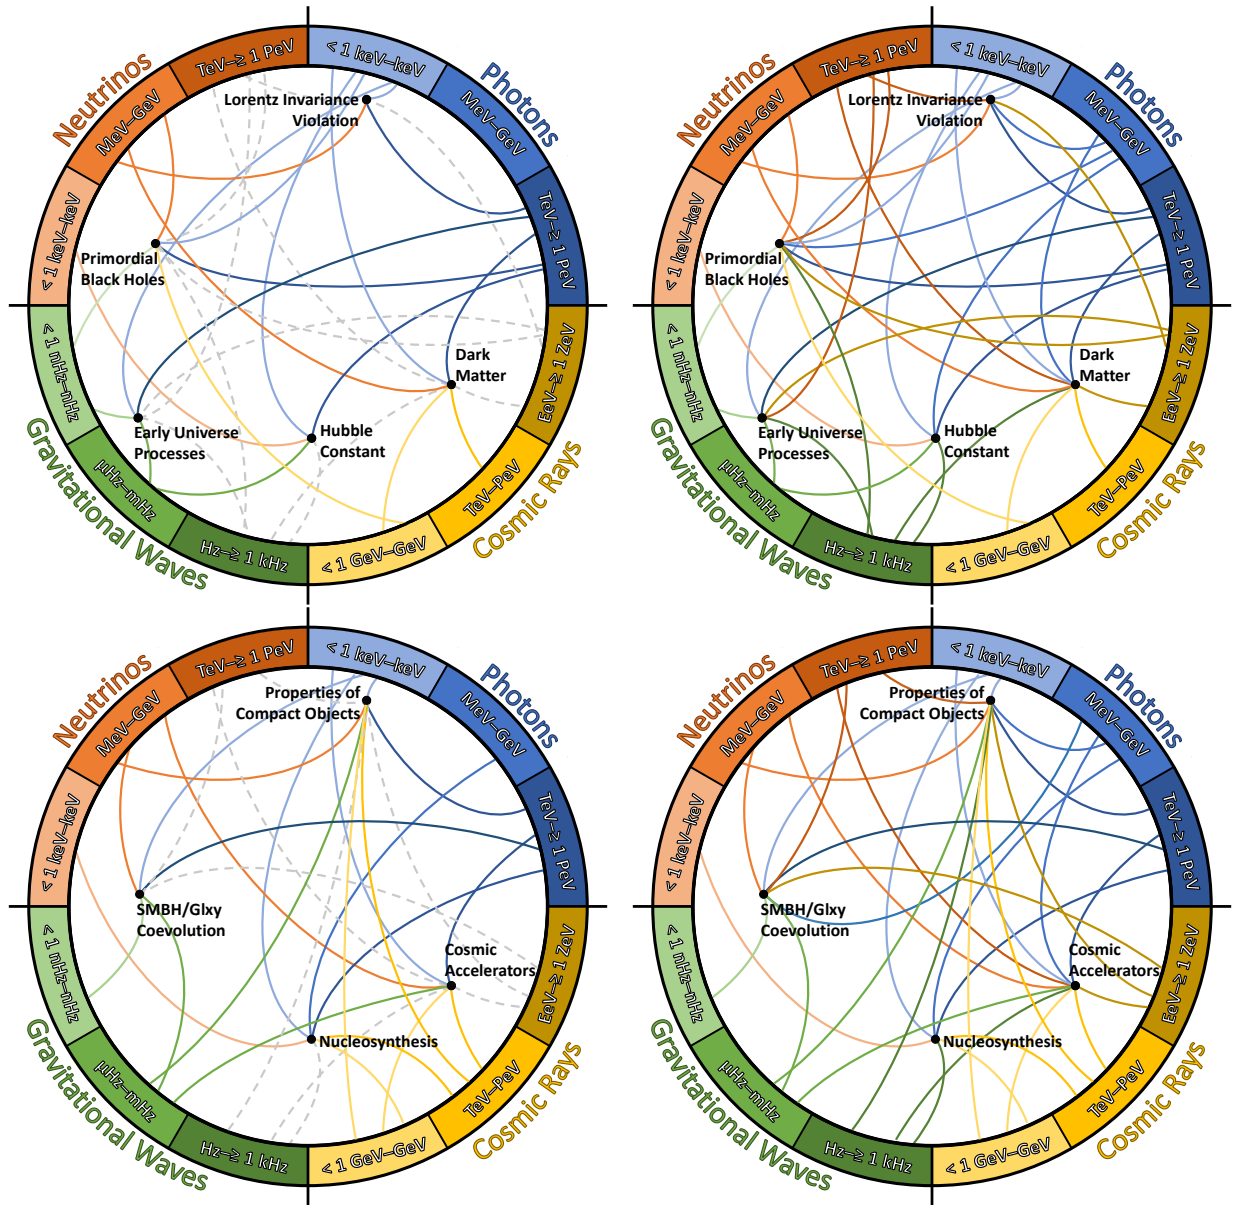 Neutrinos
TeV–≥ 1 PeV
< 1 keV–keV
Photons
MeV–GeV
Lorentz Invariance
Violation
MeV–GeV
< 1 keV–keV
TeV–≥ 1 PeV
Primordial
Black Holes
< 1 nHz–nHz
EeV–≥ 1 ZeV
Dark
Matter
Early Universe
Processes
Hubble
Constant
Gravitational Waves
μHz–mHz
Hz–≥ 1 kHz
< 1 GeV–GeV
TeV–PeV
Cosmic Rays
Neutrinos
TeV–≥ 1 PeV
< 1 keV–keV
Photons
MeV–GeV
Lorentz Invariance
Violation
MeV–GeV
< 1 keV–keV
TeV–≥ 1 PeV
Primordial
Black Holes
< 1 nHz–nHz
EeV–≥ 1 ZeV
Dark
Matter
Early Universe
Processes
Hubble
Constant
Gravitational Waves
μHz–mHz
Hz–≥ 1 kHz
< 1 GeV–GeV
TeV–PeV
Cosmic Rays
Neutrinos
TeV–≥ 1 PeV
< 1 keV–keV
Photons
MeV–GeV
Properties of
Compact Objects
MeV–GeV
< 1 keV–keV
TeV–≥ 1 PeV
SMBH/Glxy
Coevolution
< 1 nHz–nHz
EeV–≥ 1 ZeV
Cosmic
Accelerators
Nucleosynthesis
Gravitational Waves
μHz–mHz
Hz–≥ 1 kHz
< 1 GeV–GeV
TeV–PeV
Cosmic Rays
Neutrinos
TeV–≥ 1 PeV
< 1 keV–keV
Photons
MeV–GeV
Properties of
Compact Objects
MeV–GeV
< 1 keV–keV
TeV–≥ 1 PeV
SMBH/Glxy
Coevolution
< 1 nHz–nHz
EeV–≥ 1 ZeV
Cosmic
Accelerators
Nucleosynthesis
Gravitational Waves
μHz–mHz
Hz–≥ 1 kHz
< 1 GeV–GeV
TeV–PeV
Cosmic Rays